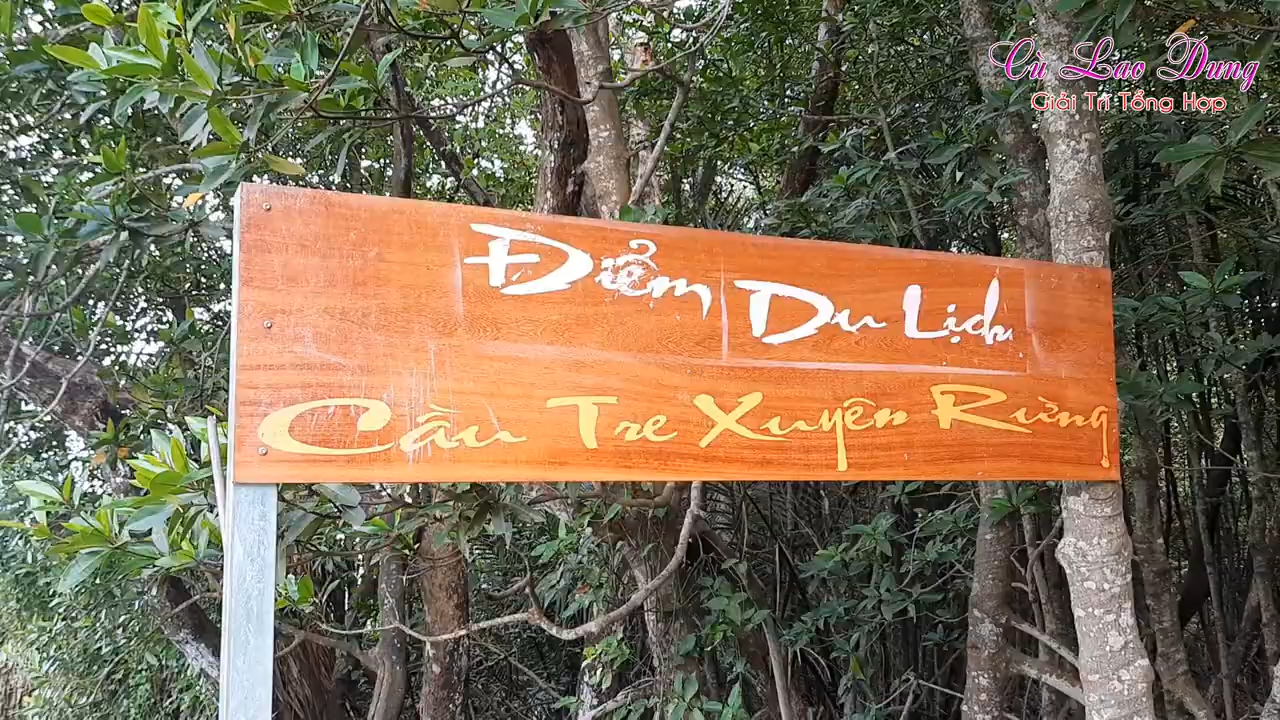 Cù Lao Dung
Giải Trí Tổng Hợp
Điểm Du Lịch
Cầu Tre Xuyên Rừng